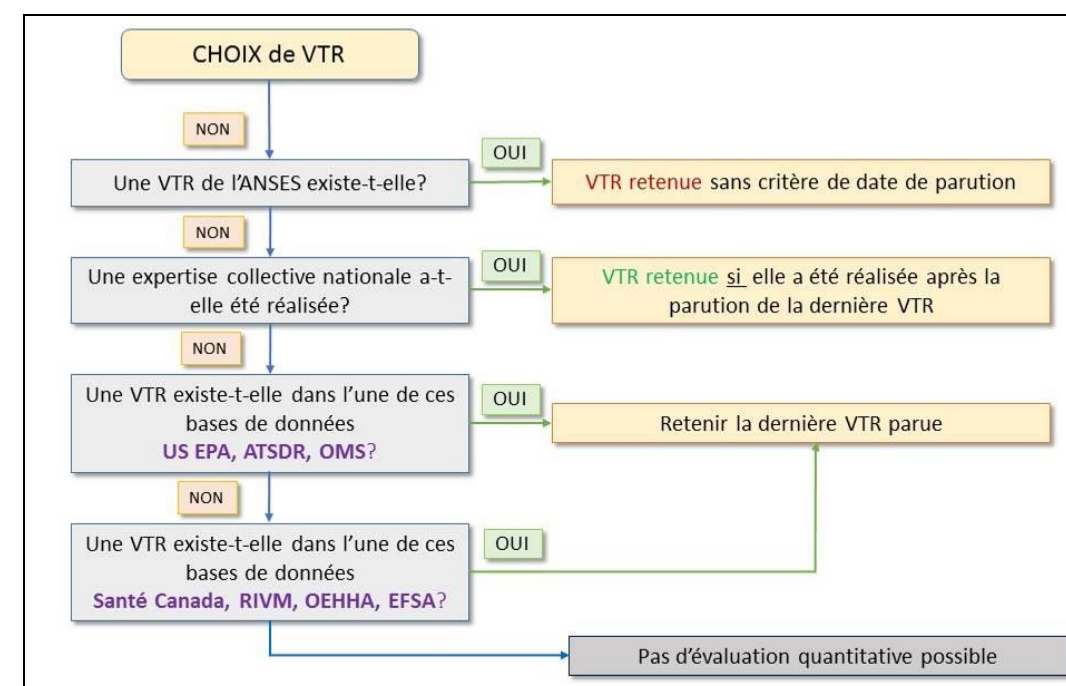 CHOIX de VTR
NON
OUI
Une VTR de l'ANSES existe-t-elle?
VTR retenue sans critère de date de parution
NON
OUI
Une expertise collective nationale a-t-
elle été réalisée?
VTR retenue si elle a été réalisée après la
parution de la dernière VTR
NON
OUI
Une VTR existe-t-elle dans l'une de ces
bases de données
US EPA, ATSDR, OMS?
Retenir la dernière VTR parue
NON
OUI
Une VTR existe-t-elle dans l'une de ces
bases de données
Santé Canada, RIVM, OEHHA, EFSA?
Pas d'évaluation quantitative possible